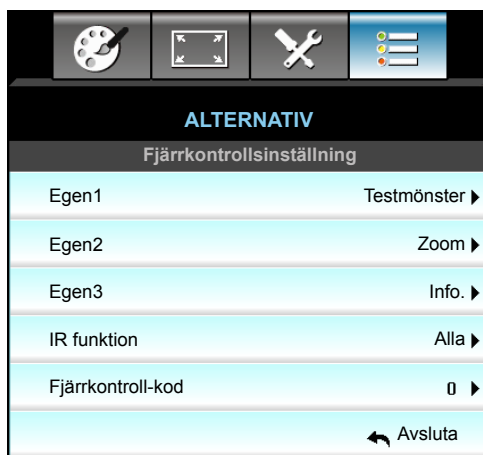 ALTERNATIV
Fjärrkontrollsinställning
Egen1 Testmönster
Egen2 Zoom
Egen3 Info.
IR funktion Alla
Fjärrkontroll-kod 0
Avsluta